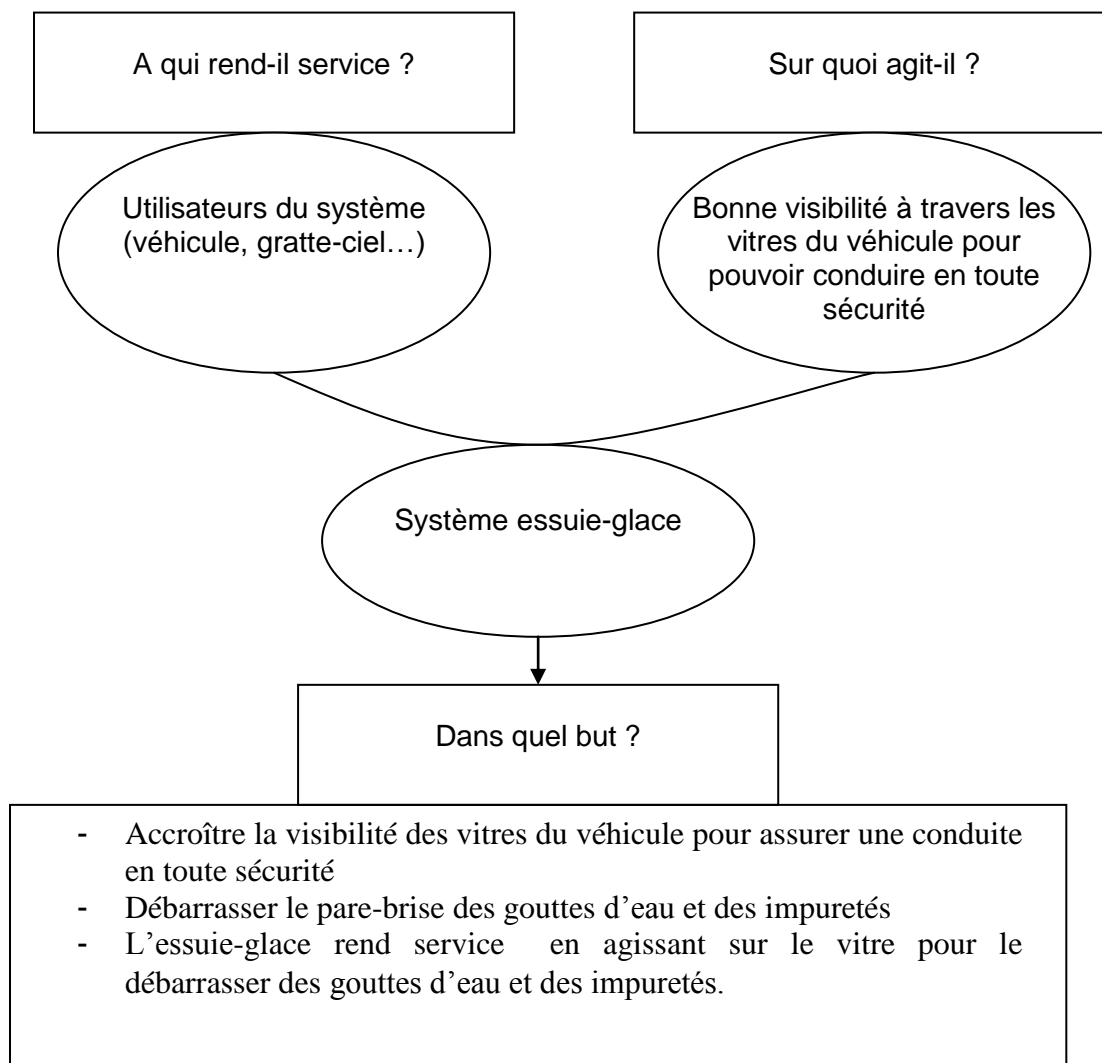 A qui rend-il service ?
Sur quoi agit-il ?
Utilisateurs du système
(véhicule, gratte-ciel…)
Bonne visibilité à travers les
vitres du véhicule pour
pouvoir conduire en toute
sécurité
Système essuie-glace
Dans quel but ?
- Accroître la visibilité des vitres du véhicule pour assurer une conduite
en toute sécurité
- Débarrasser le pare-brise des gouttes d’eau et des impuretés
- L’essuie-glace rend service en agissant sur le vitre pour le
débarrasser des gouttes d’eau et des impuretés.